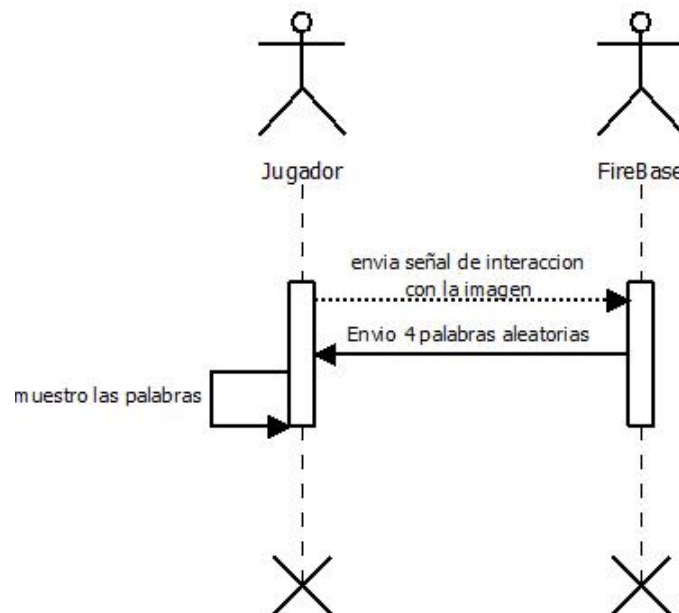 Jugador
FireBase
envia señal de interaccion
con la imagen
Envio 4 palabras aleatorias
muestro las palabras